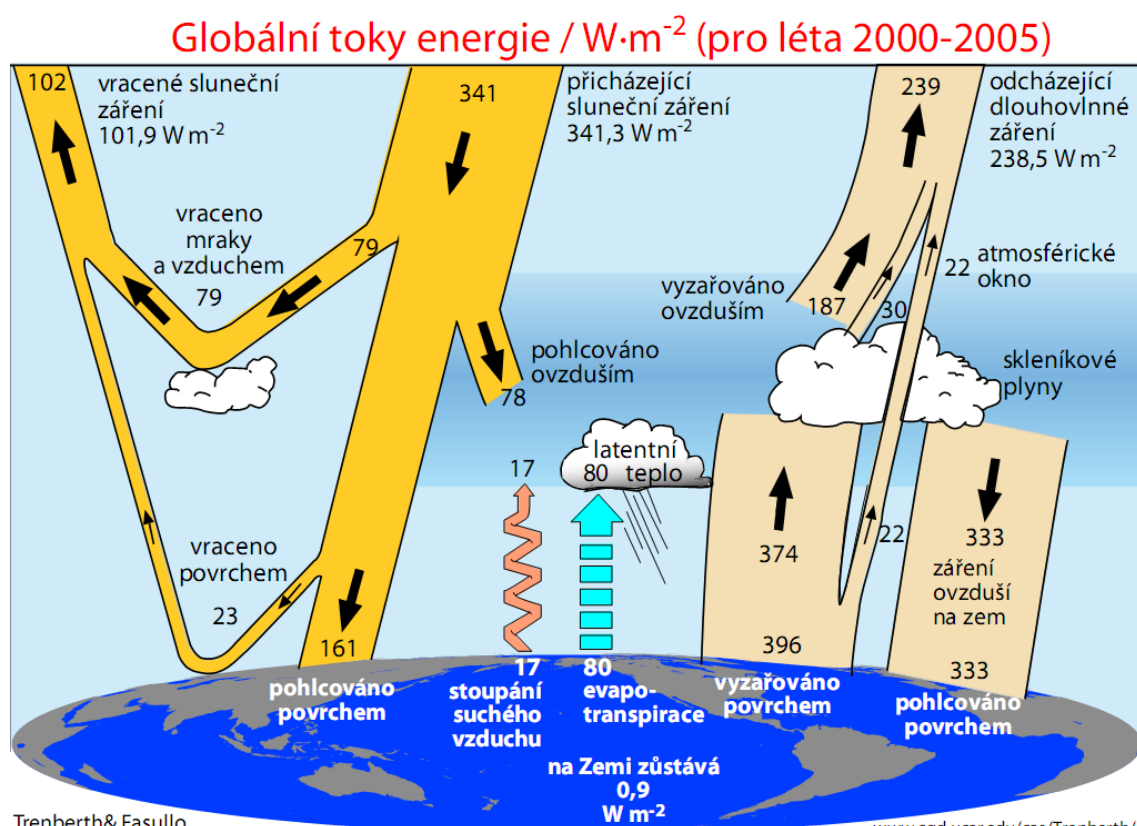 Globální toky energie / W·m⁻² (pro léta 2000-2005)
102
vracené sluneční
záření
101,9 W m⁻²
341
přicházející
sluneční záření
341,3 W m⁻²
239
odcházející
dlouhovlnné
záření
238,5 W m⁻²
vraceno
mraky
a vzduchem
79
79
vyzařováno
ovzduším
187
30
22
atmosférické
okno
pohlcováno
ovzduším
78
skleníkové
plyny
17
latentní
80 teplo
vraceno
povrchem
23
161
374
22
333
záření
ovzduší
na zem
396
333
pohlcováno
povrchem
17
stoupání
suchého
vzduchu
80
evapo-
transpirace
vyzařováno
povrchem
pohlcováno
povrchem
na Zemi zůstává
0,9
W m⁻²
Trenberth& Fasullo